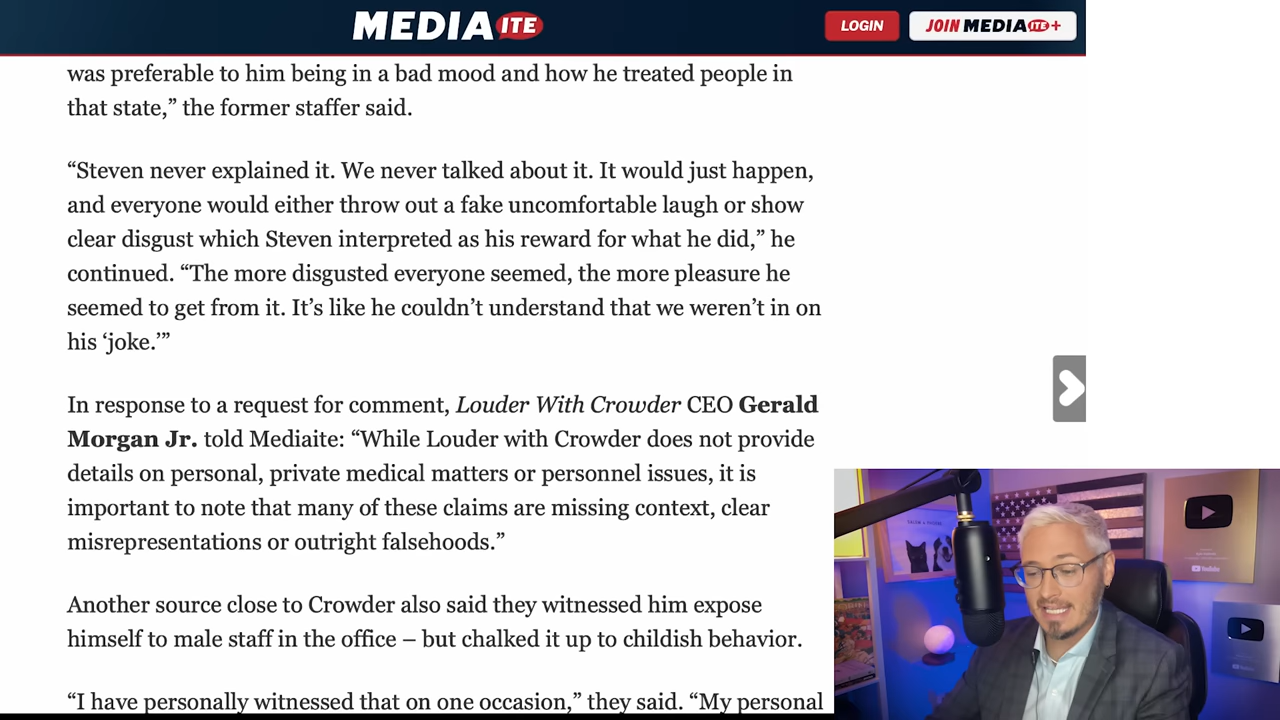 MEDIAITE
LOGIN
JOIN MEDIAITE+
was preferable to him being in a bad mood and how he treated people in
that state,” the former staffer said.
“Steven never explained it. We never talked about it. It would just happen,
and everyone would either throw out a fake uncomfortable laugh or show
clear disgust which Steven interpreted as his reward for what he did,” he
continued. “The more disgusted everyone seemed, the more pleasure he
seemed to get from it. It’s like he couldn’t understand that we weren’t in on
his ‘joke.’”
In response to a request for comment, Louder With Crowder CEO Gerald
Morgan Jr. told Mediaite: “While Louder with Crowder does not provide
details on personal, private medical matters or personnel issues, it is
important to note that many of these claims are missing context, clear
misrepresentations or outright falsehoods.”
Another source close to Crowder also said they witnessed him expose
himself to male staff in the office – but chalked it up to childish behavior.
“I have personally witnessed that on one occasion,” they said. “My personal
YouTube